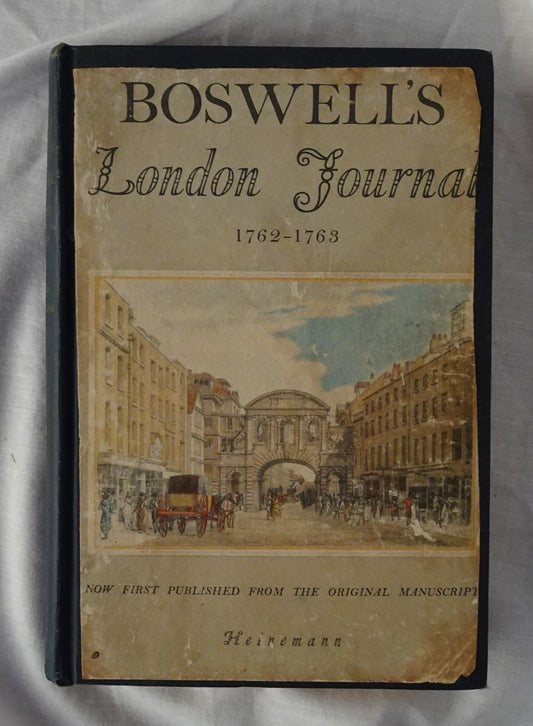 BOSWELL'S
London Journal
1762–1763
NOW FIRST PUBLISHED FROM THE ORIGINAL MANUSCRIPT
Heinemann